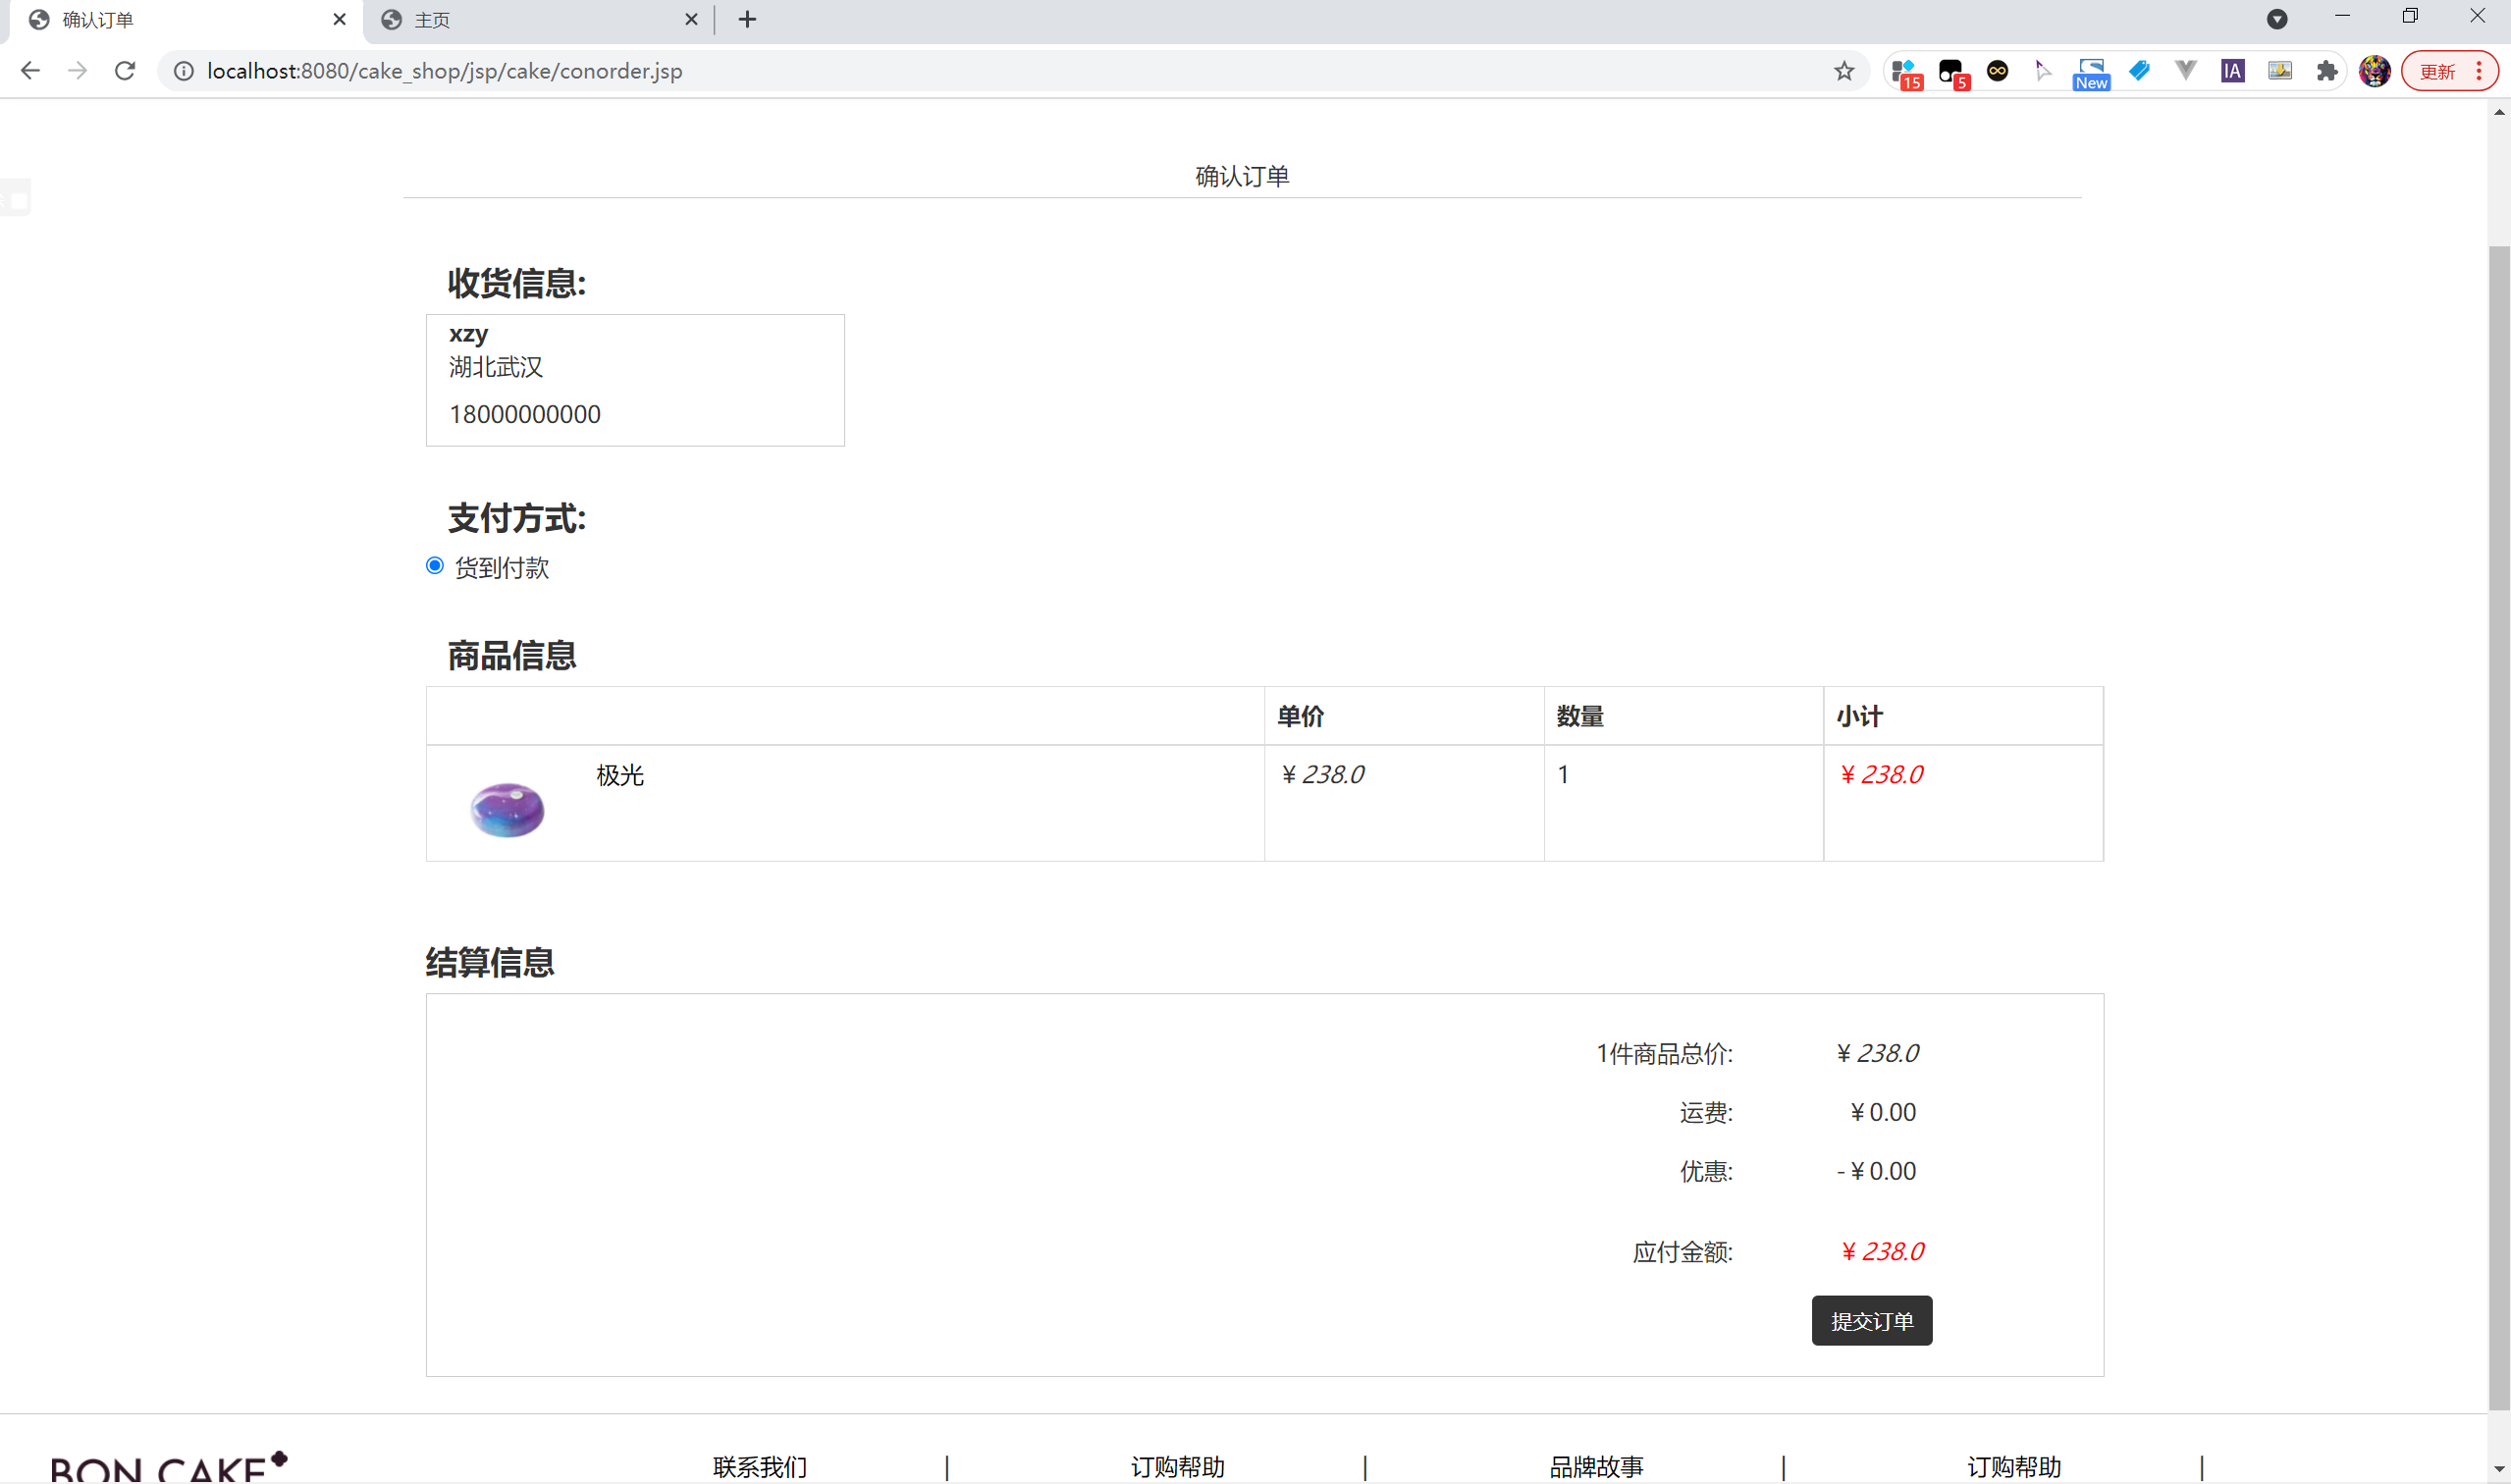 确认订单
主页
localhost:8080/cake_shop/jsp/cake/conorder.jsp
15
5
New
IA
更新
确认订单
收货信息:
xzy
湖北武汉
18000000000
支付方式:
货到付款
商品信息
单价 数量 小计
极光 ¥ 238.0 1 ¥ 238.0
结算信息
1件商品总价: ¥ 238.0
运费: ¥ 0.00
优惠: - ¥ 0.00
应付金额: ¥ 238.0
提交订单
BON CAKE
联系我们 | 订购帮助 | 品牌故事 | 订购帮助 |